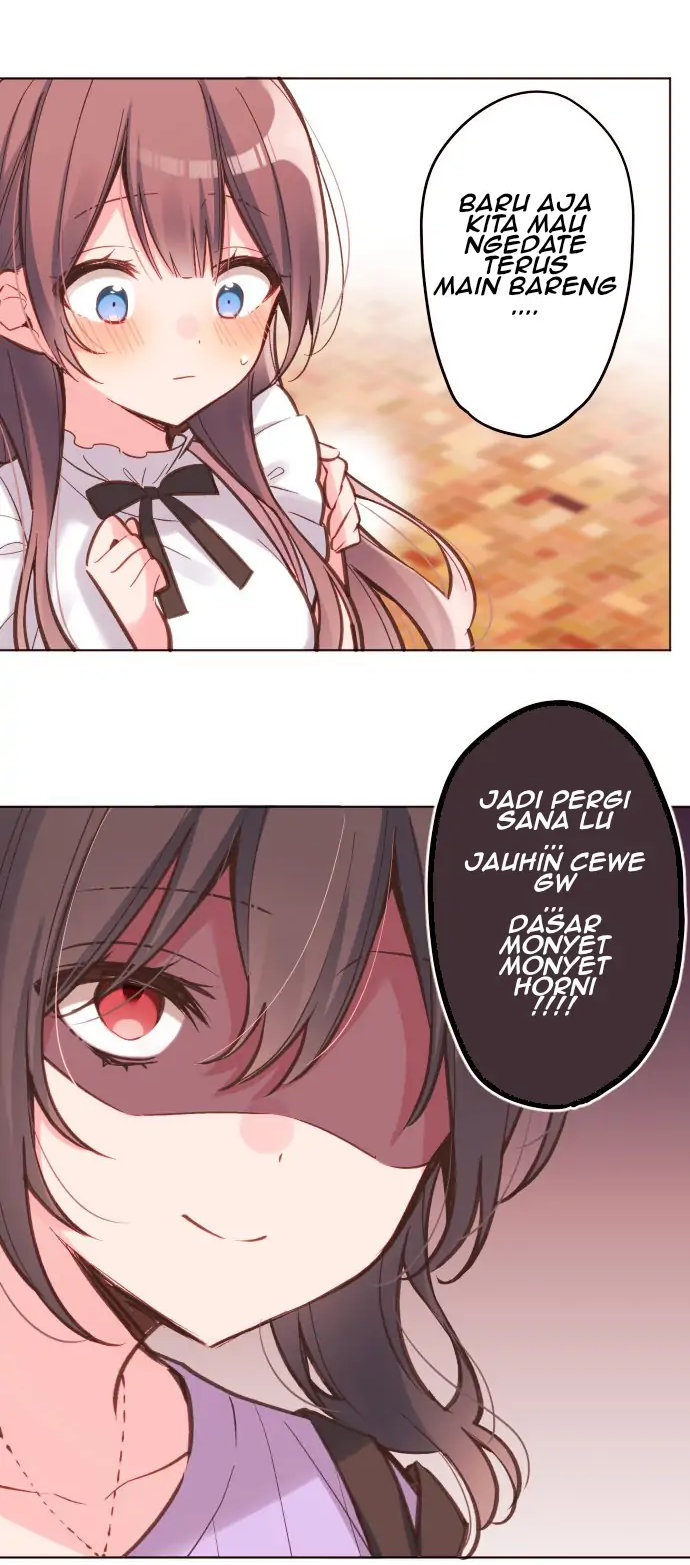 BARU AJA
KITA MAU
NGEDATE
TERUS
MAIN BARENG
....
JADI PERGI
SANA LU
...
JAUHIN CEWE
GW
...
DASAR
MONYET
MONYET
HORNI
!!!!